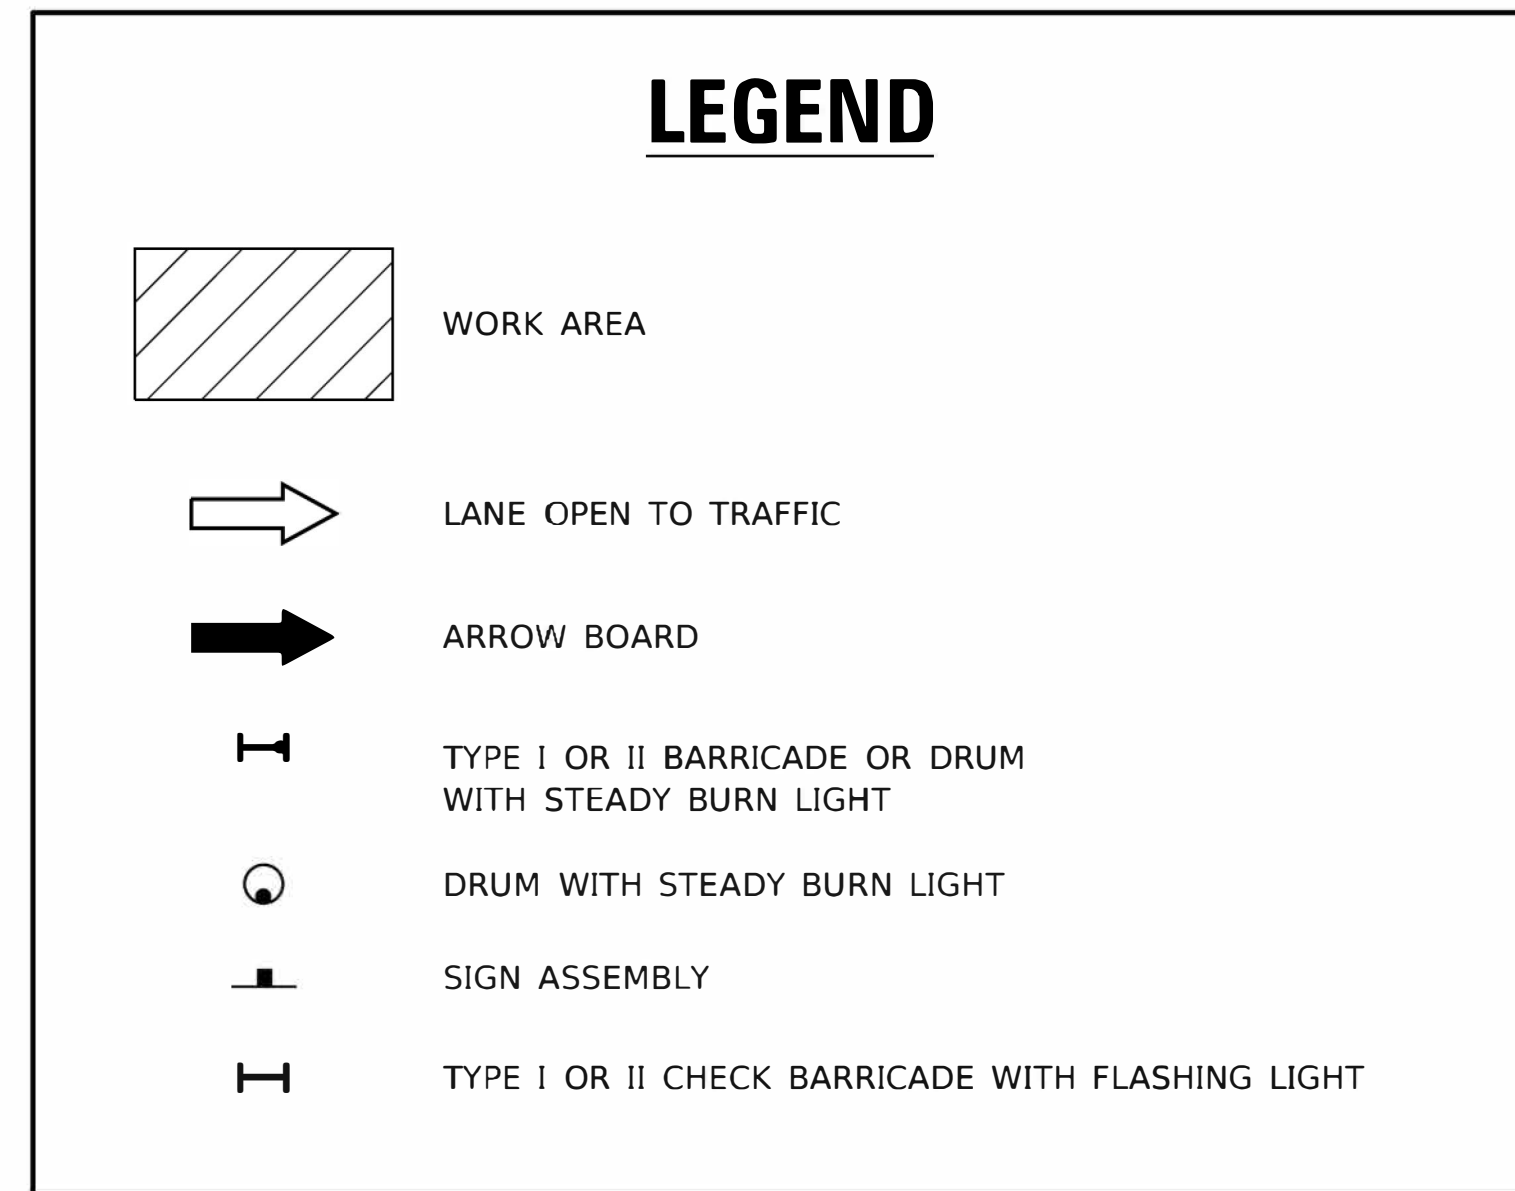 LEGEND
WORK AREA
LANE OPEN TO TRAFFIC
ARROW BOARD
TYPE I OR II BARRICADE OR DRUM
WITH STEADY BURN LIGHT
DRUM WITH STEADY BURN LIGHT
SIGN ASSEMBLY
TYPE I OR II CHECK BARRICADE WITH FLASHING LIGHT